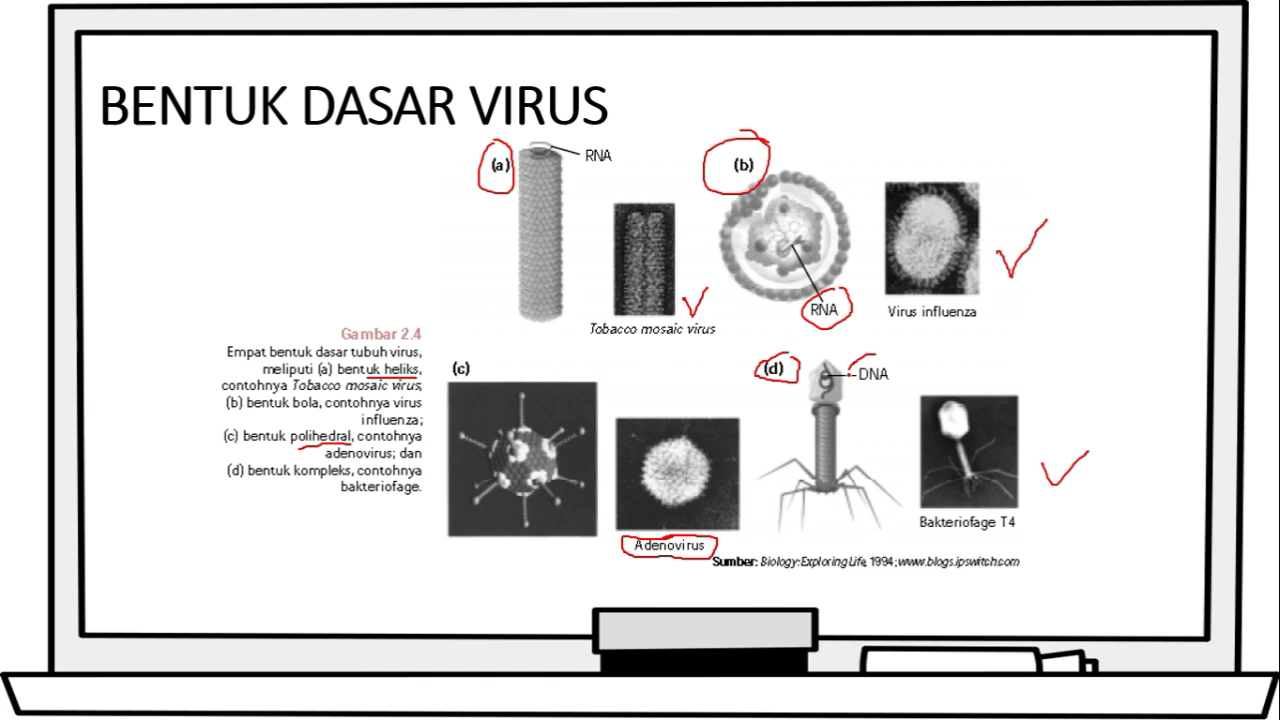 BENTUK DASAR VIRUS
(a)
RNA
Tobacco mosaic virus
(b)
RNA
Virus influenza
Gambar 2.4
Empat bentuk dasar tubuh virus,
meliputi (a) bentuk heliks,
contohnya Tobacco mosaic virus;
(b) bentuk bola, contohnya virus
influenza;
(c) bentuk polihedral, contohnya
adenovirus; dan
(d) bentuk kompleks, contohnya
bakteriofage.
(c)
Adenovirus
(d)
DNA
Bakteriofage T4
Sumber: Biology:Exploring Life, 1994; www.blogs.ipswitch.com